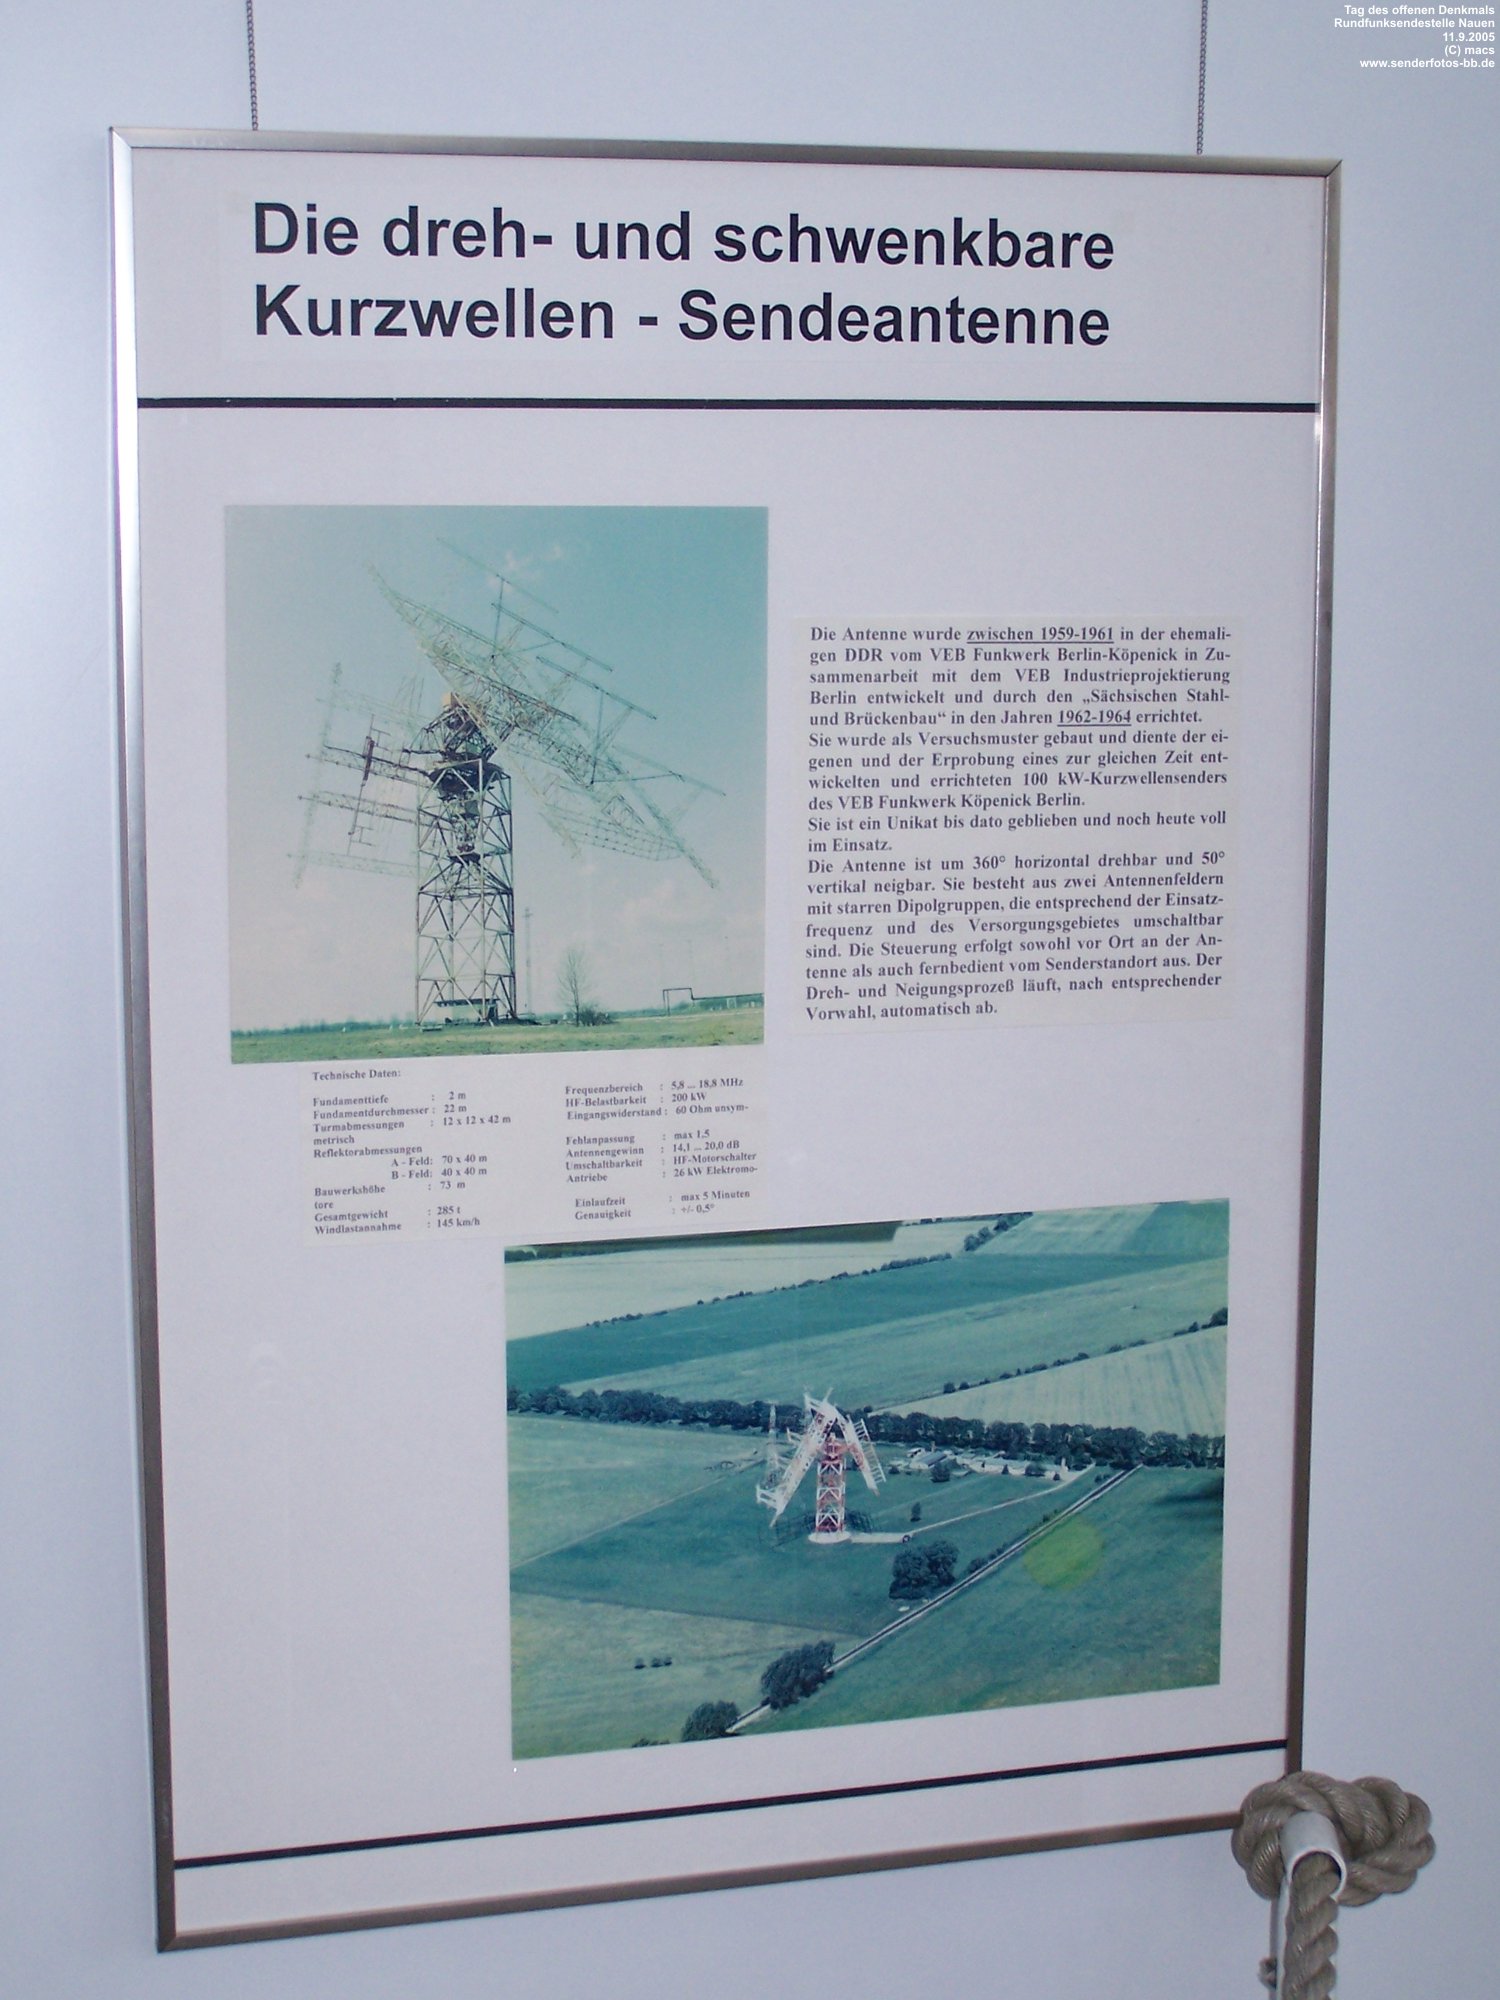 Tag des offenen Denkmals
Rundfunksendestelle Nauen
11.9.2005
(C) macs
www.senderfotos-bb.de
Die dreh- und schwenkbare
Kurzwellen - Sendeantenne
Die Antenne wurde zwischen 1959-1961 in der ehemali-
gen DDR vom VEB Funkwerk Berlin-Köpenick in Zu-
sammenarbeit mit dem VEB Industrieprojektierung
Berlin entwickelt und durch den „Sächsischen Stahl-
und Brückenbau“ in den Jahren 1962-1964 errichtet.
Sie wurde als Versuchsmuster gebaut und diente der ei-
genen und der Erprobung eines zur gleichen Zeit ent-
wickelten und errichteten 100 kW-Kurzwellensenders
des VEB Funkwerk Köpenick Berlin.
Sie ist ein Unikat bis dato geblieben und noch heute voll
im Einsatz.
Die Antenne ist um 360° horizontal drehbar und 50°
vertikal neigbar. Sie besteht aus zwei Antennenfeldern
mit starren Dipolgruppen, die entsprechend der Einsatz-
frequenz und des Versorgungsgebietes umschaltbar
sind. Die Steuerung erfolgt sowohl vor Ort an der An-
tenne als auch fernbedient vom Senderstandort aus. Der
Dreh- und Neigungsprozeß läuft, nach entsprechender
Vorwahl, automatisch ab.
Technische Daten:
Fundamenttiefe : 2 m
Fundamentdurchmesser : 22 m
Turmabmessungen : 12 x 12 x 42 m
metrisch
Reflektorabmessungen
A - Feld: 70 x 40 m
B - Feld: 40 x 40 m
Bauwerkshöhe : 73 m
tore
Gesamtgewicht : 285 t
Windlastannahme : 145 km/h
Frequenzbereich : 5,8 ... 18,8 MHz
HF-Belastbarkeit : 200 kW
Eingangswiderstand : 60 Ohm unsym-
Fehlanpassung : max 1,5
Antennengewinn : 14,1 ... 20,0 dB
Umschaltbarkeit : HF-Motorschalter
Antriebe : 26 kW Elektromo-
Einlaufzeit : max 5 Minuten
Genauigkeit : +/- 0,5°